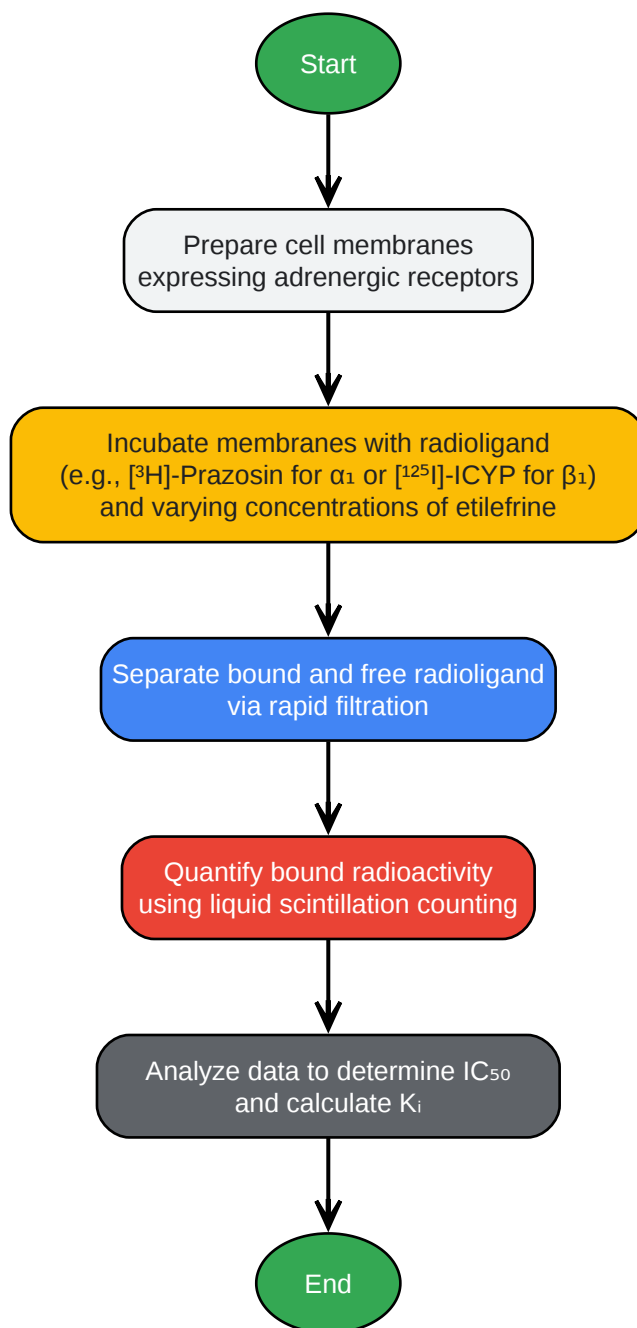 Start
Prepare cell membranes
expressing adrenergic receptors
Incubate membranes with radioligand
(e.g., [³H]-Prazosin for α₁ or [¹²⁵I]-ICYP for β₁)
and varying concentrations of etilefrine
Separate bound and free radioligand
via rapid filtration
Quantify bound radioactivity
using liquid scintillation counting
Analyze data to determine IC₅₀
and calculate Kᵢ
End